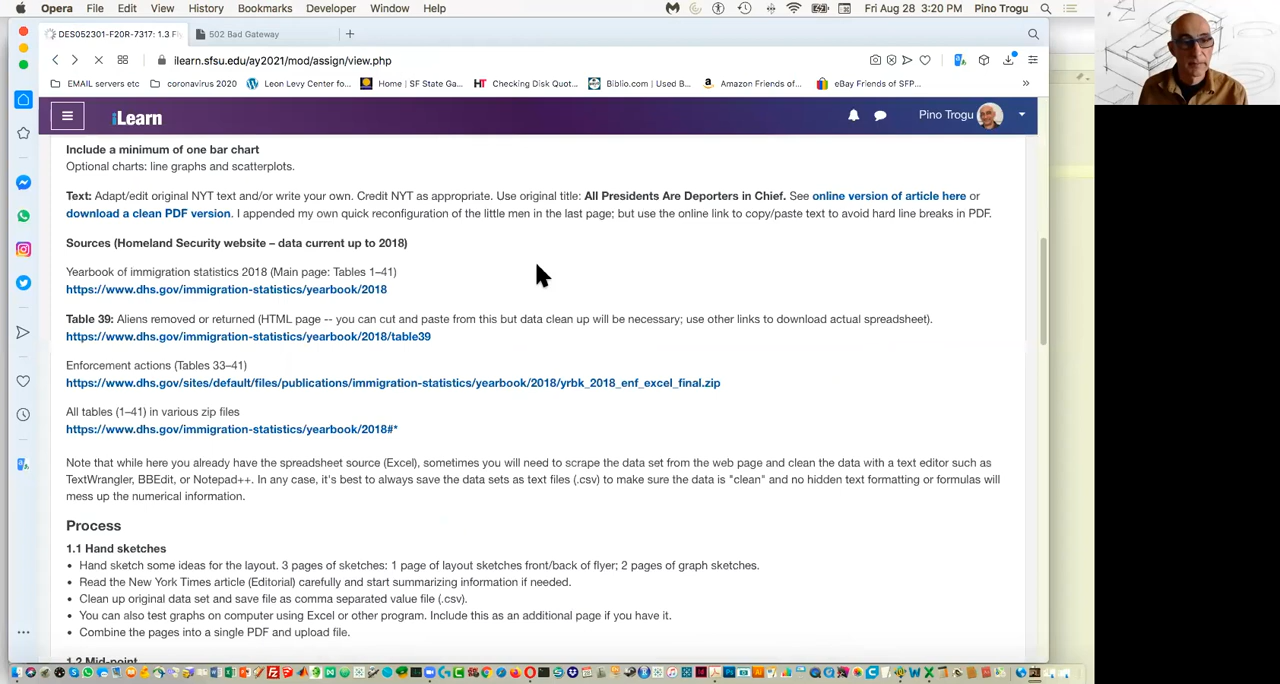 Opera File Edit View History Bookmarks Developer Window Help Fri Aug 28 3:20 PM Pino Trogu
DES052301-F20R-7317: 1.3 F 502 Bad Gateway
ilearn.sfsu.edu/ay2021/mod/assign/view.php
EMAIL servers etc coronavirus 2020 Leon Levy Center fo... Home | SF State Ga... HT Checking Disk Quot... Biblio.com | Used B... Amazon Friends of... eBay Friends of SFP... »
iLearn Pino Trogu
Include a minimum of one bar chart
Optional charts: line graphs and scatterplots.
Text: Adapt/edit original NYT text and/or write your own. Credit NYT as appropriate. Use original title: All Presidents Are Deporters in Chief. See online version of article here or
download a clean PDF version. I appended my own quick reconfiguration of the little men in the last page; but use the online link to copy/paste text to avoid hard line breaks in PDF.
Sources (Homeland Security website – data current up to 2018)
Yearbook of immigration statistics 2018 (Main page: Tables 1–41)
https://www.dhs.gov/immigration-statistics/yearbook/2018
Table 39: Aliens removed or returned (HTML page -- you can cut and paste from this but data clean up will be necessary; use other links to download actual spreadsheet).
https://www.dhs.gov/immigration-statistics/yearbook/2018/table39
Enforcement actions (Tables 33–41)
https://www.dhs.gov/sites/default/files/publications/immigration-statistics/yearbook/2018/yrbk_2018_enf_excel_final.zip
All tables (1–41) in various zip files
https://www.dhs.gov/immigration-statistics/yearbook/2018#*
Note that while here you already have the spreadsheet source (Excel), sometimes you will need to scrape the data set from the web page and clean the data with a text editor such as
TextWrangler, BBEdit, or Notepad++. In any case, it's best to always save the data sets as text files (.csv) to make sure the data is "clean" and no hidden text formatting or formulas will
mess up the numerical information.
Process
1.1 Hand sketches
• Hand sketch some ideas for the layout. 3 pages of sketches: 1 page of layout sketches front/back of flyer; 2 pages of graph sketches.
• Read the New York Times article (Editorial) carefully and start summarizing information if needed.
• Clean up original data set and save file as comma separated value file (.csv).
• You can also test graphs on computer using Excel or other program. Include this as an additional page if you have it.
• Combine the pages into a single PDF and upload file.
1.2 Mid-point